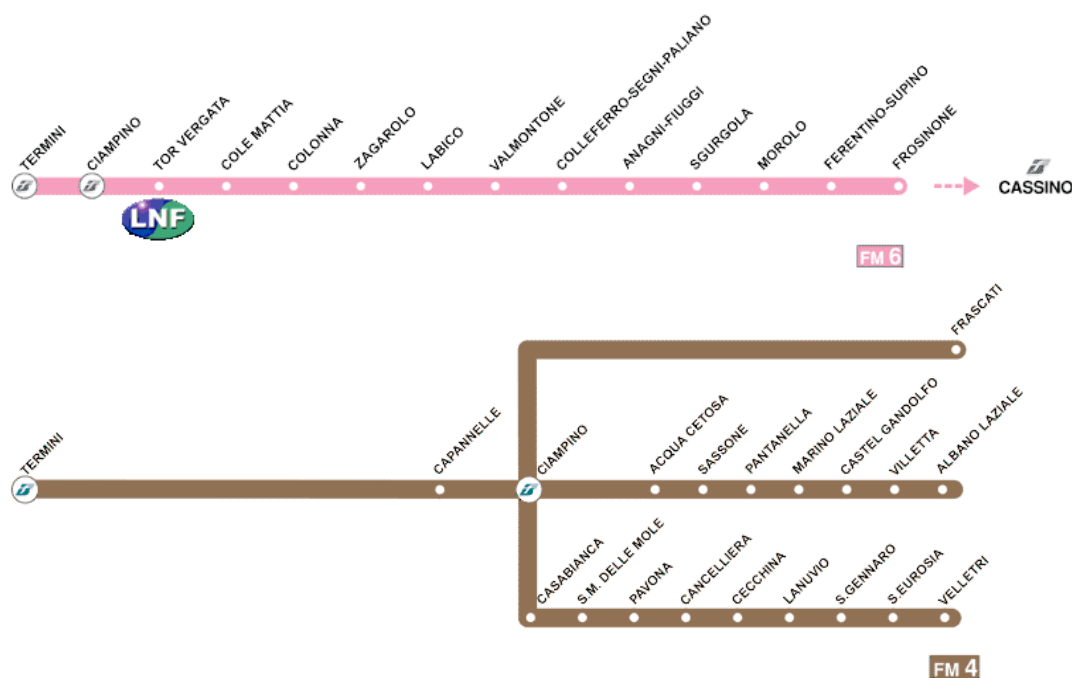 TERMINI
CIAMPINO
TOR VERGATA
COLE MATTIA
COLONNA
ZAGAROLO
LABICO
VALMONTONE
COLLEFERRO-SEGNI-PALIANO
ANAGNI-FIUGGI
SGURGOLA
MOROLO
FERENTINO-SUPINO
FROSINONE
CASSINO
LNF
FM 6
FRASCATI
TERMINI
CAPANNELLE
CIAMPINO
ACQUA CETOSA
SASSONE
PANTANELLA
MARINO LAZIALE
CASTEL GANDOLFO
VILLETTA
ALBANO LAZIALE
CASABIANCA
S.M. DELLE MOLE
PAVONA
CANCELLIERA
CECCHINA
LANUVIO
S.GENNARO
S.EUROSIA
VELLETRI
FM 4